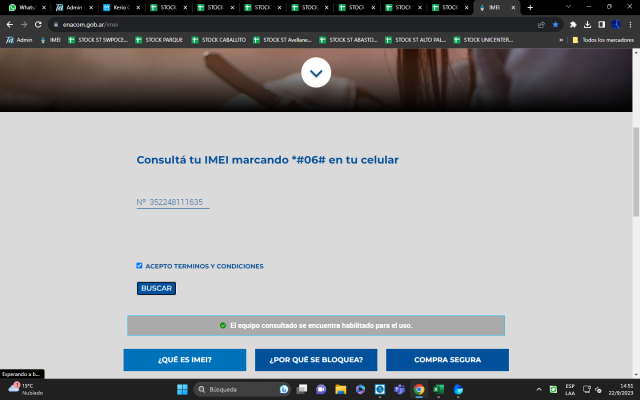 Whats
Admin
Kerio C
STOCK
STOCK
STOCK
STOCK
STOCK
STOCK
STOCK
IMEI
enacom.gob.ar/imei
Admin
IMEI
STOCK ST SWPOCE...
STOCK PARQUE
STOCK CABALLITO
STOCK ST Avellane...
STOCK ST ABASTO...
STOCK ST ALTO PAL...
STOCK UNICENTER...
»
Todos los marcadores
Consultá tu IMEI marcando *#06# en tu celular
Nº 352248111635
ACEPTO TERMINOS Y CONDICIONES
BUSCAR
El equipo consultado se encuentra habilitado para el uso.
¿QUÉ ES IMEI?
¿POR QUÉ SE BLOQUEA?
COMPRA SEGURA
Esperando a b...
15°C
Nublado
Búsqueda
ESP
LAA
14:51
22/9/2023